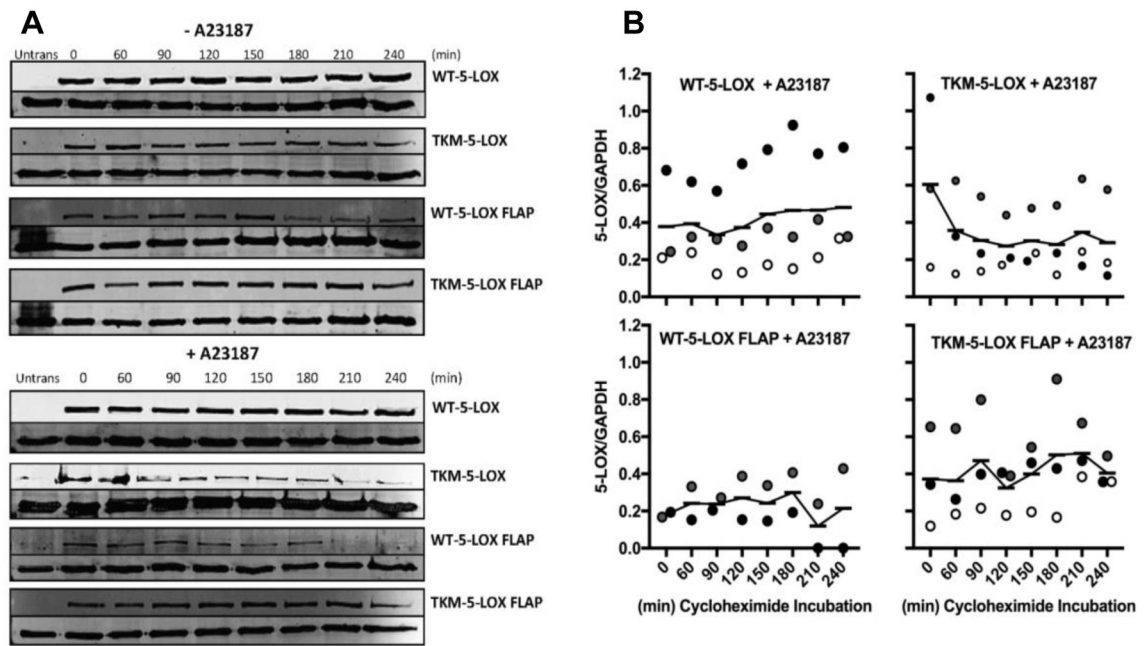 A
- A23187
Untrans 0 60 90 120 150 180 210 240 (min)
WT-5-LOX
TKM-5-LOX
WT-5-LOX FLAP
TKM-5-LOX FLAP
+ A23187
Untrans 0 60 90 120 150 180 210 240 (min)
WT-5-LOX
TKM-5-LOX
WT-5-LOX FLAP
TKM-5-LOX FLAP
B
WT-5-LOX + A23187
5-LOX/GAPDH
1.2
1.0
0.8
0.6
0.4
0.2
0.0
TKM-5-LOX + A23187
WT-5-LOX FLAP + A23187
5-LOX/GAPDH
1.2
1.0
0.8
0.6
0.4
0.2
0.0
0 60 90 120 150 180 210 240
(min) Cycloheximide Incubation
TKM-5-LOX FLAP + A23187
0 60 90 120 150 180 210 240
(min) Cycloheximide Incubation